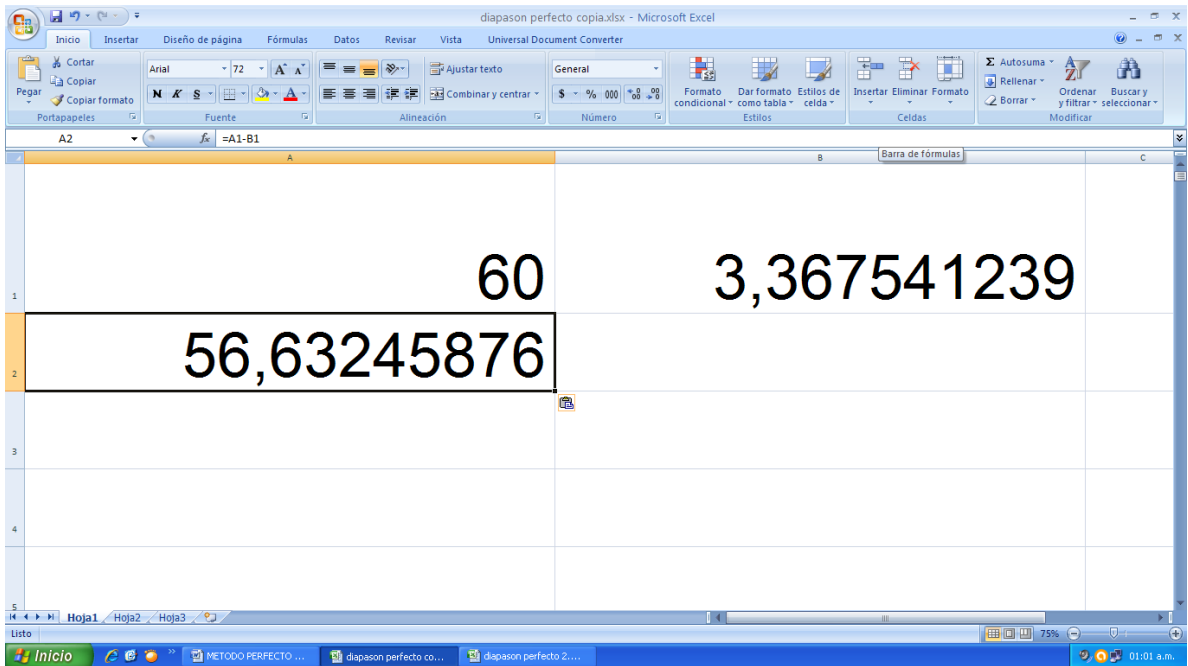 diapason perfecto copia.xlsx - Microsoft Excel
Inicio Insertar Diseño de página Fórmulas Datos Revisar Vista Universal Document Converter
Pegar
Cortar
Copiar
Copiar formato
Portapapeles
Arial 72
N K S
Fuente
Ajustar texto
Combinar y centrar
Alineación
General
$ % 000
Número
Formato condicional
Dar formato como tabla
Estilos de celda
Estilos
Insertar Eliminar Formato
Celdas
Σ Autosuma
Rellenar
Borrar
Ordenar y filtrar
Buscar y seleccionar
Modificar
A2 fx =A1-B1
Barra de fórmulas
A B C
1 60 3,367541239
2 56,63245876
3
4
5
Hoja1 Hoja2 Hoja3
Listo 75%
Inicio METODO PERFECTO ... diapason perfecto co... diapason perfecto 2.... 01:01 a.m.